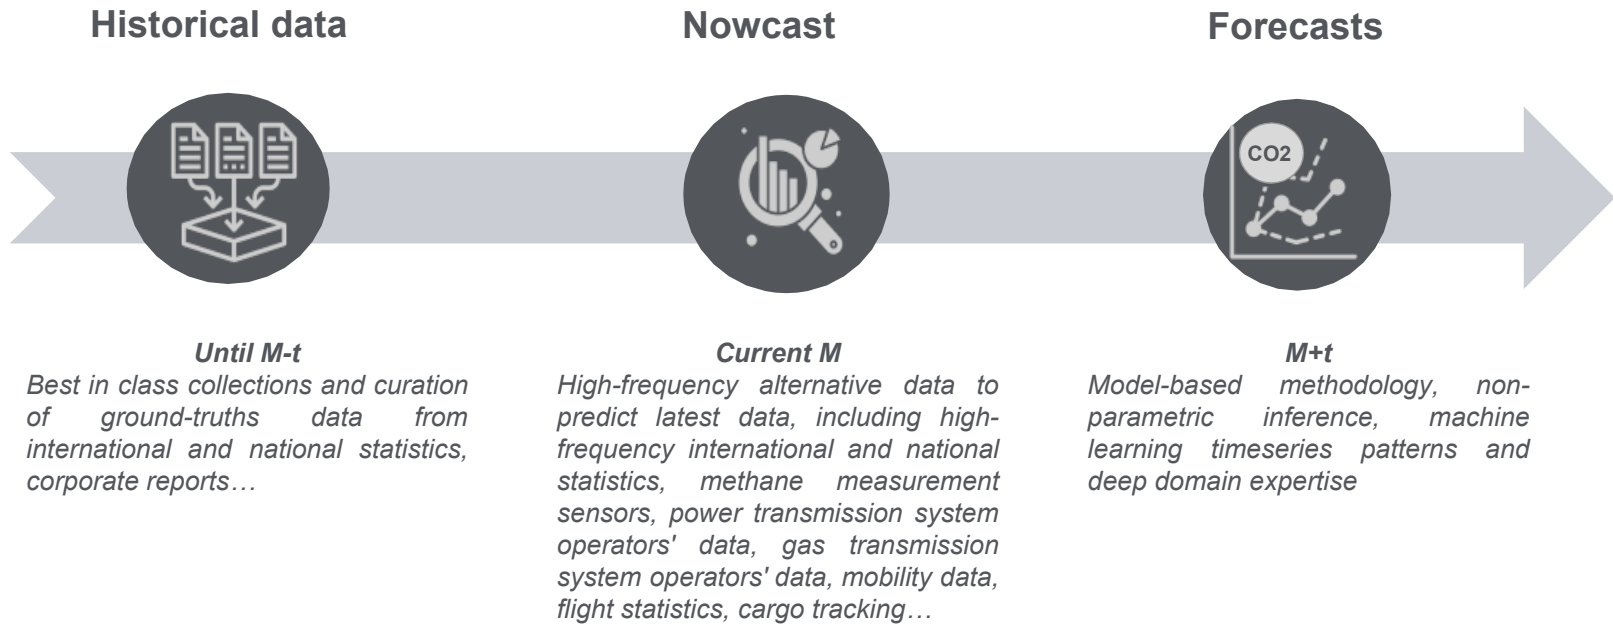 Historical data
Nowcast
Forecasts
CO2
Until M-t
Best in class collections and curation
of ground-truths data from
international and national statistics,
corporate reports…
Current M
High-frequency alternative data to
predict latest data, including high-
frequency international and national
statistics, methane measurement
sensors, power transmission system
operators' data, gas transmission
system operators' data, mobility data,
flight statistics, cargo tracking…
M+t
Model-based methodology, non-
parametric inference, machine
learning timeseries patterns and
deep domain expertise